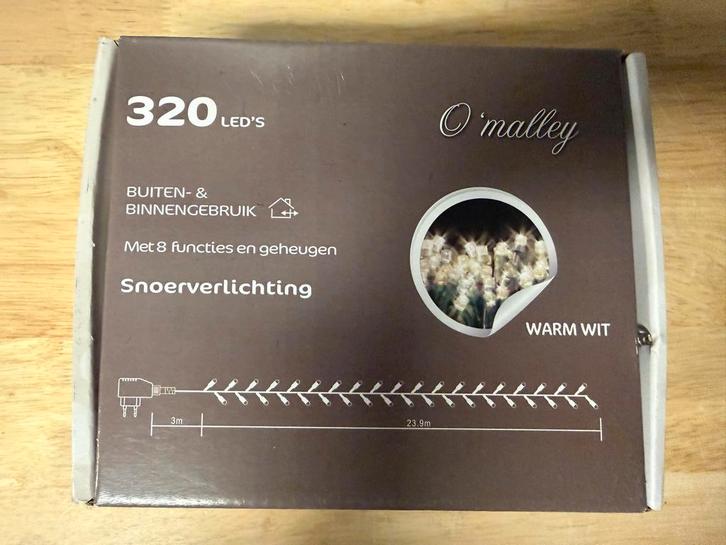 320 LED'S
O'malley
BUITEN- &
BINNENGEBRUIK
Met 8 functies en geheugen
Snoerverlichting
WARM WIT
3m
23.9m